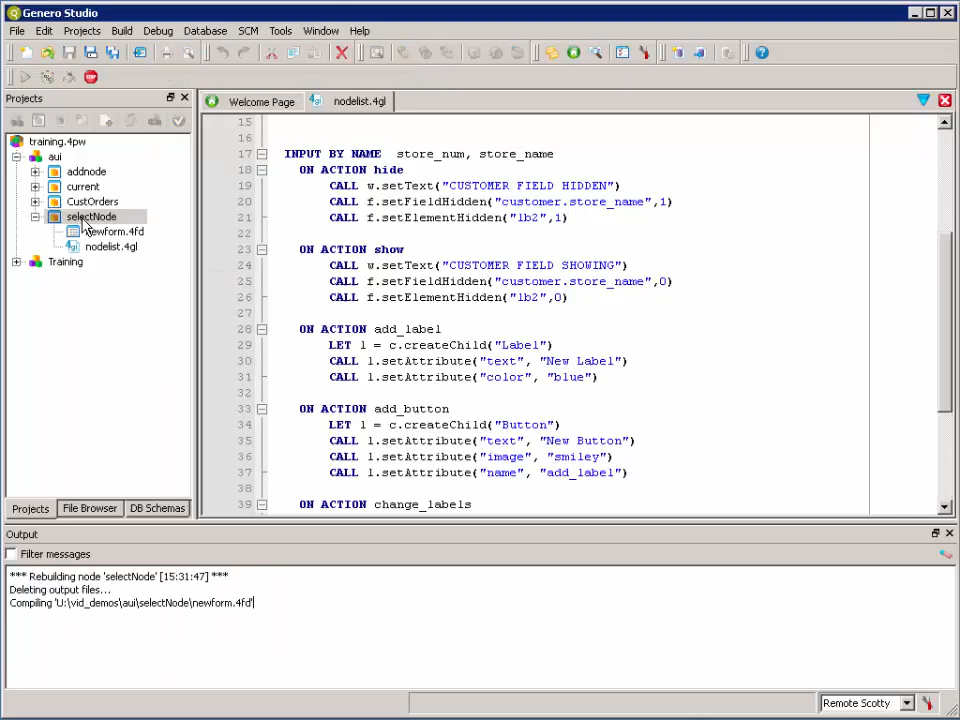 Genero Studio
File Edit Projects Build Debug Database SCM Tools Window Help
Projects
training.4pw
aui
addnode
current
CustOrders
selectNode
newform.4fd
nodelist.4gl
Training
Projects File Browser DB Schemas
Welcome Page nodelist.4gl
15
16
17 INPUT BY NAME store_num, store_name
18 ON ACTION hide
19 CALL w.setText("CUSTOMER FIELD HIDDEN")
20 CALL f.setFieldHidden("customer.store_name",1)
21 CALL f.setElementHidden("lb2",1)
22
23 ON ACTION show
24 CALL w.setText("CUSTOMER FIELD SHOWING")
25 CALL f.setFieldHidden("customer.store_name",0)
26 CALL f.setElementHidden("lb2",0)
27
28 ON ACTION add_label
29 LET l = c.createChild("Label")
30 CALL l.setAttribute("text", "New Label")
31 CALL l.setAttribute("color", "blue")
32
33 ON ACTION add_button
34 LET l = c.createChild("Button")
35 CALL l.setAttribute("text", "New Button")
36 CALL l.setAttribute("image", "smiley")
37 CALL l.setAttribute("name", "add_label")
38
39 ON ACTION change_labels
Output
Filter messages
*** Rebuilding node 'selectNode' [15:31:47] ***
Deleting output files...
Compiling 'U:\vid_demos\aui\selectNode\newform.4fd'
Remote Scotty